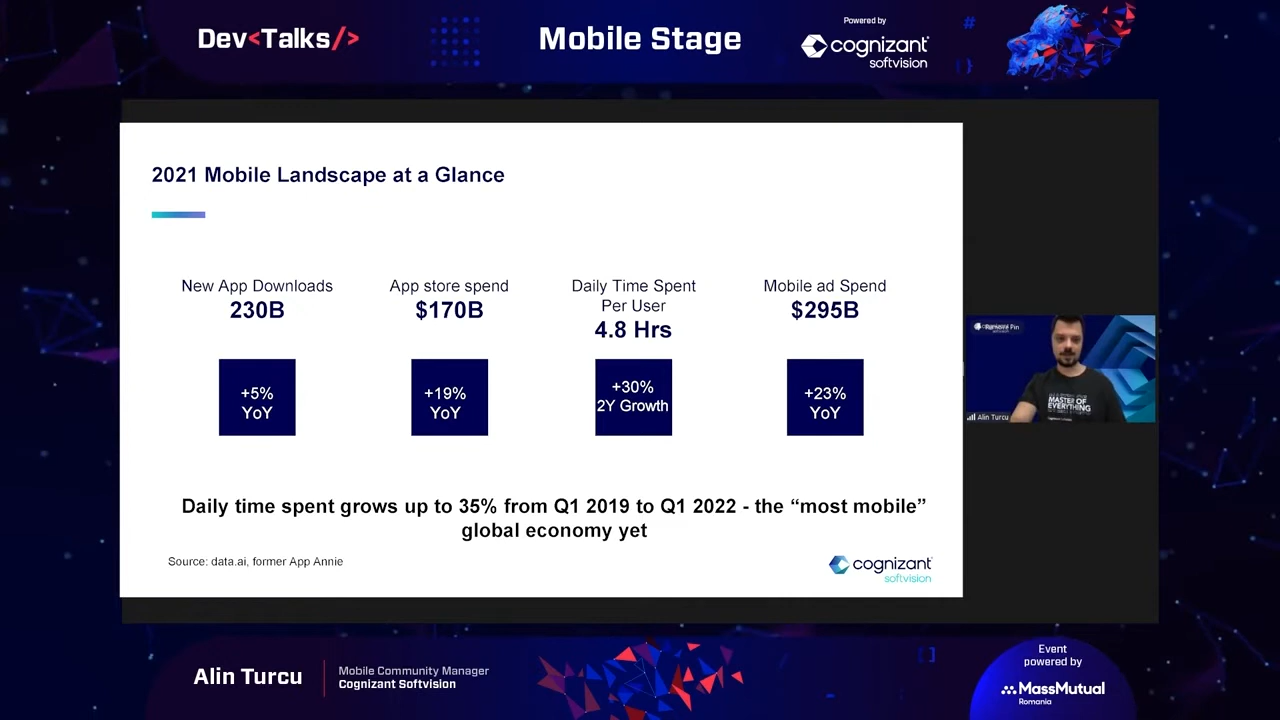 Dev<Talks/>
Mobile Stage
Powered by
cognizant
softvision
2021 Mobile Landscape at a Glance
New App Downloads
230B
+5%
YoY
App store spend
$170B
+19%
YoY
Daily Time Spent
Per User
4.8 Hrs
+30%
2Y Growth
Mobile ad Spend
$295B
+23%
YoY
Daily time spent grows up to 35% from Q1 2019 to Q1 2022 - the “most mobile”
global economy yet
Source: data.ai, former App Annie
cognizant
softvision
Pin
MASTER OF
EVERYTHING
Alin Turcu
Alin Turcu
Mobile Community Manager
Cognizant Softvision
Event
powered by
MassMutual
Romania